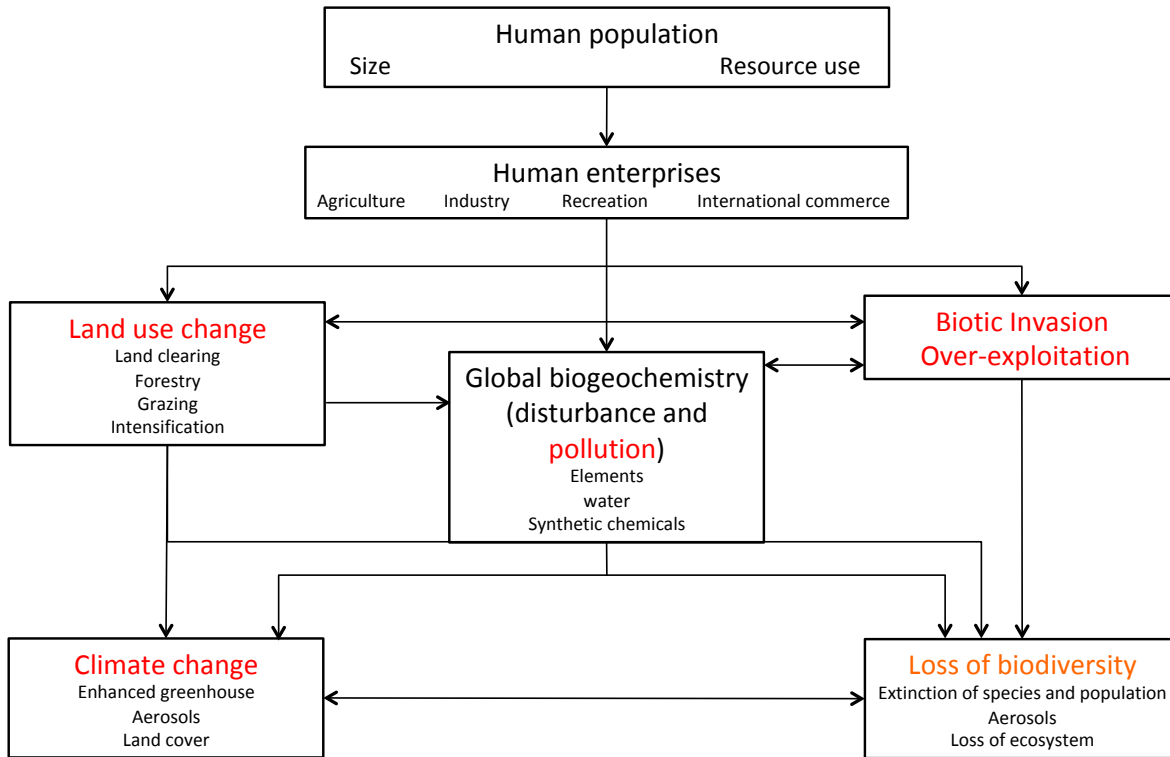 Human population
Size Resource use
Human enterprises
Agriculture Industry Recreation International commerce
Land use change
Land clearing
Forestry
Grazing
Intensification
Biotic Invasion
Over-exploitation
Global biogeochemistry
(disturbance and
pollution)
Elements
water
Synthetic chemicals
Climate change
Enhanced greenhouse
Aerosols
Land cover
Loss of biodiversity
Extinction of species and population
Aerosols
Loss of ecosystem